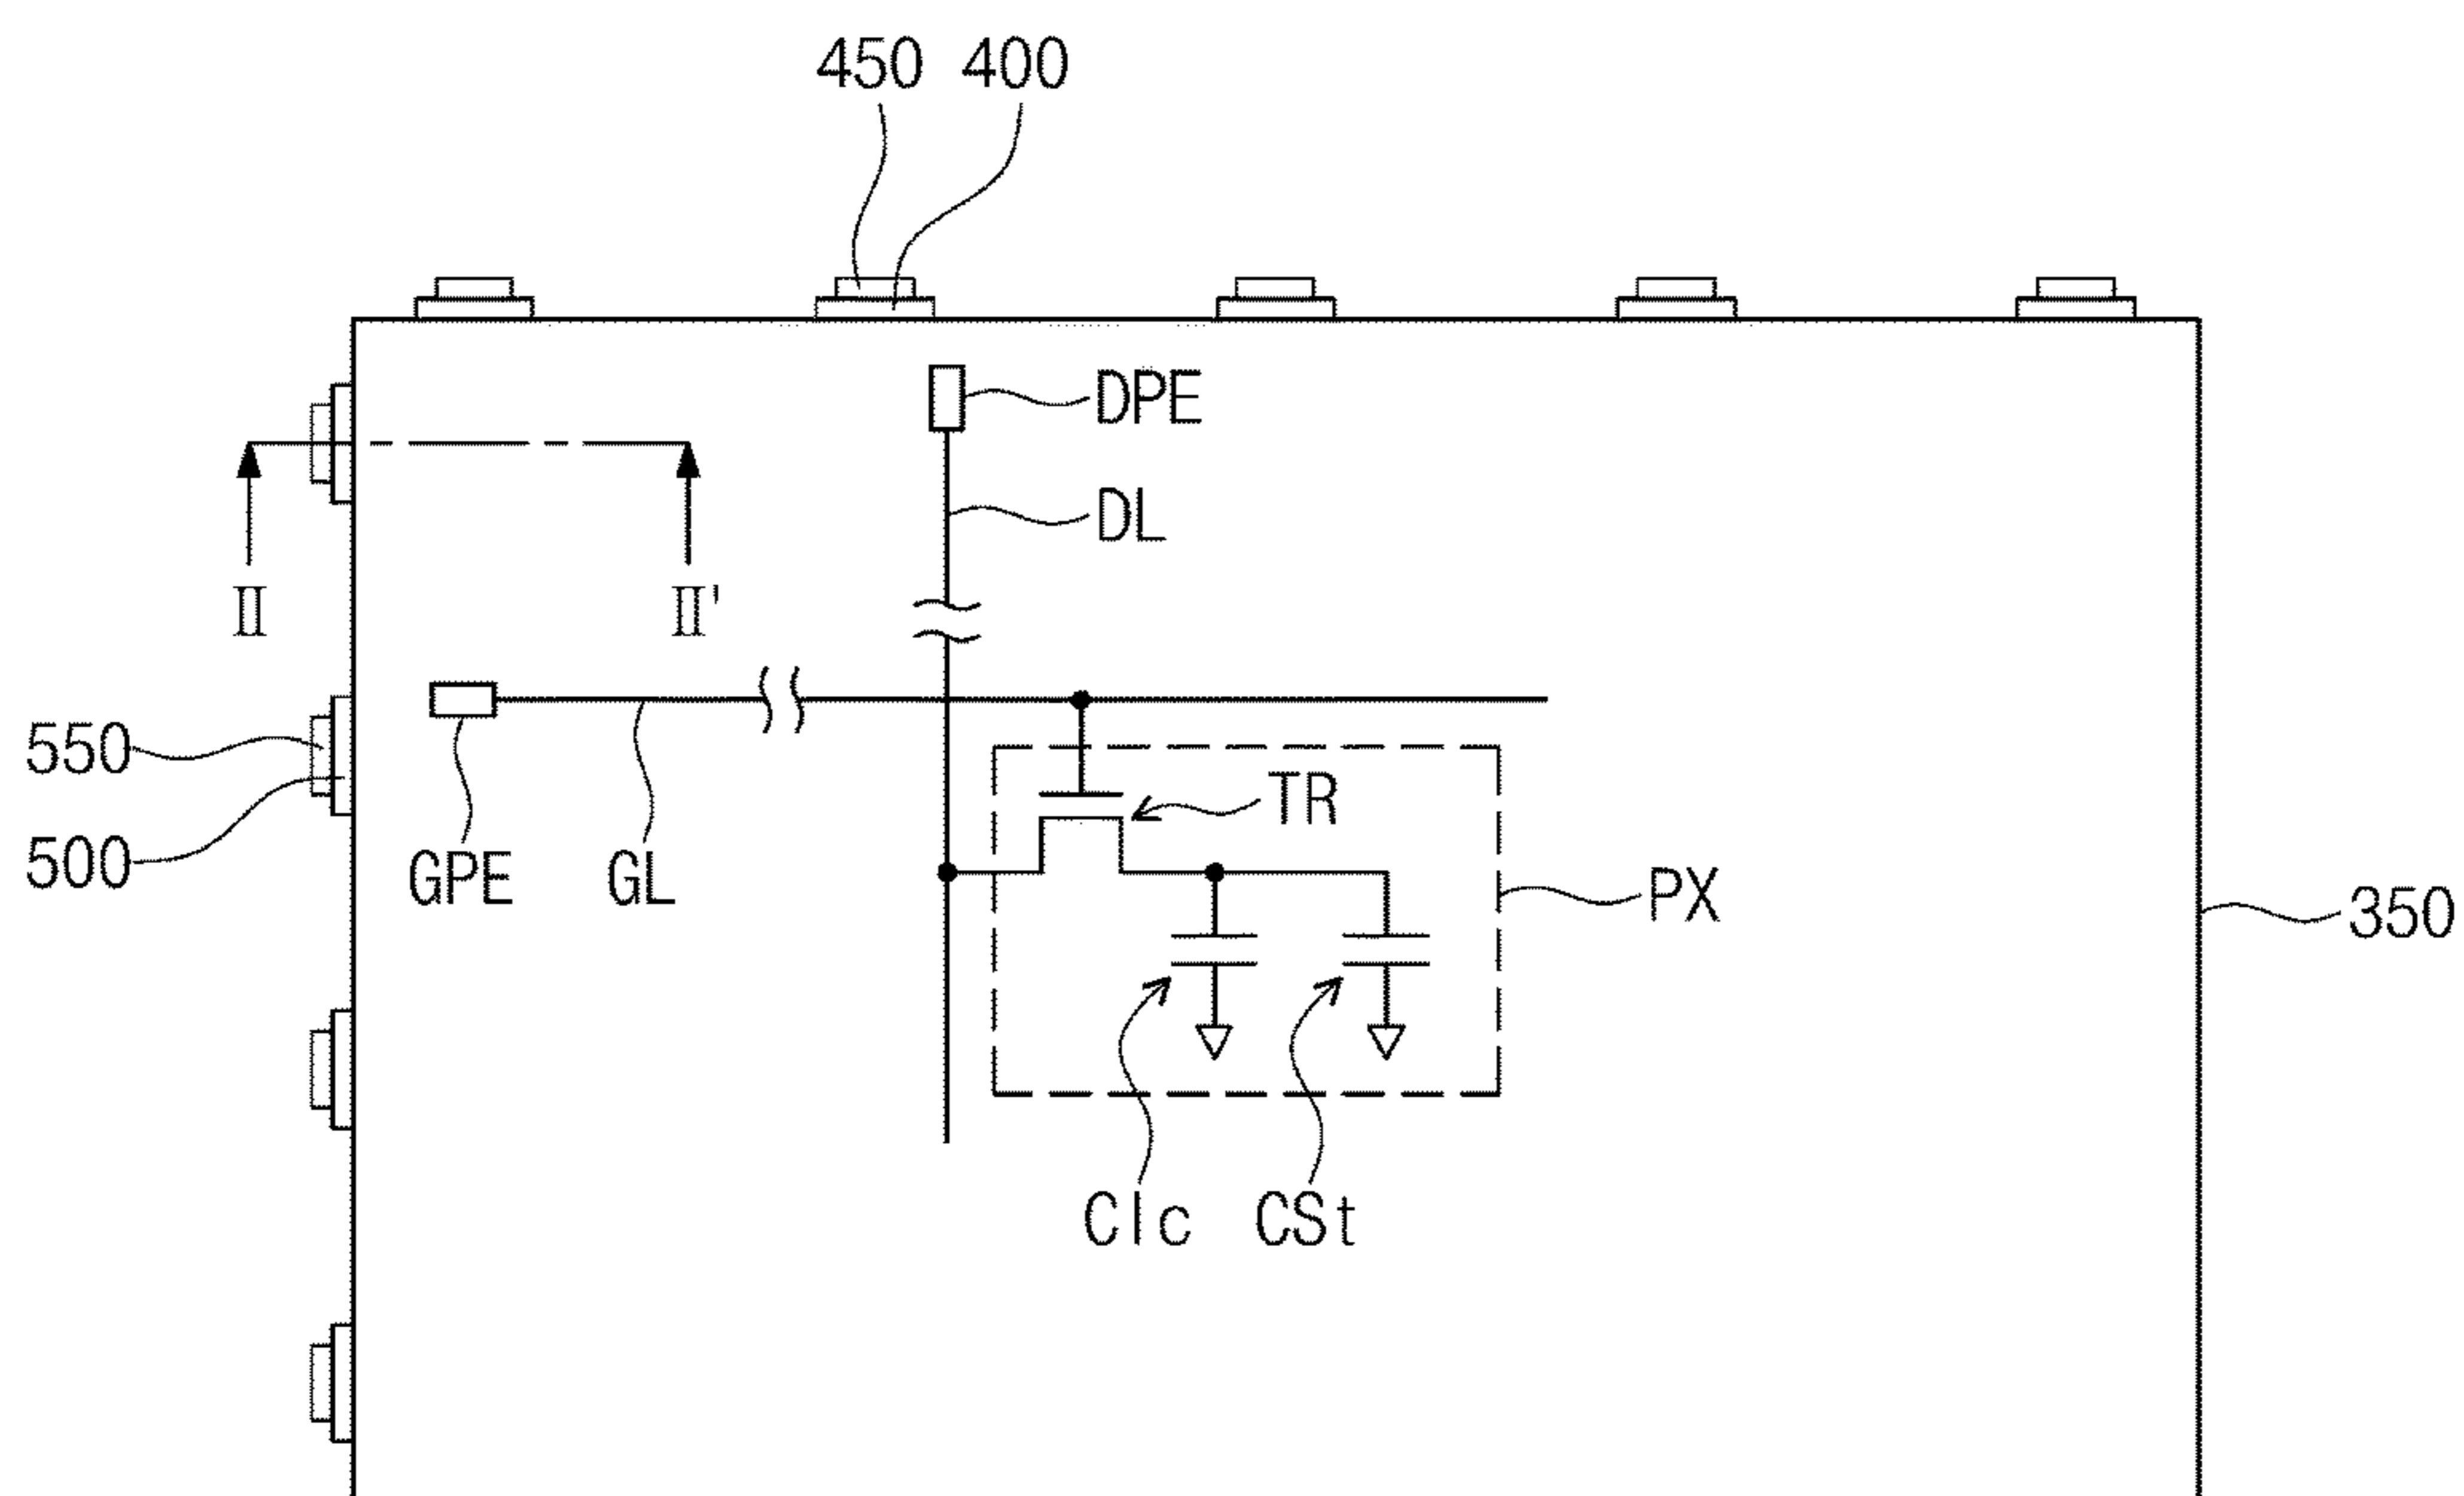 450 400
DPE
DL
Ⅱ Ⅱ'
550
500
GPE GL
TR
PX
350
Clc CSt